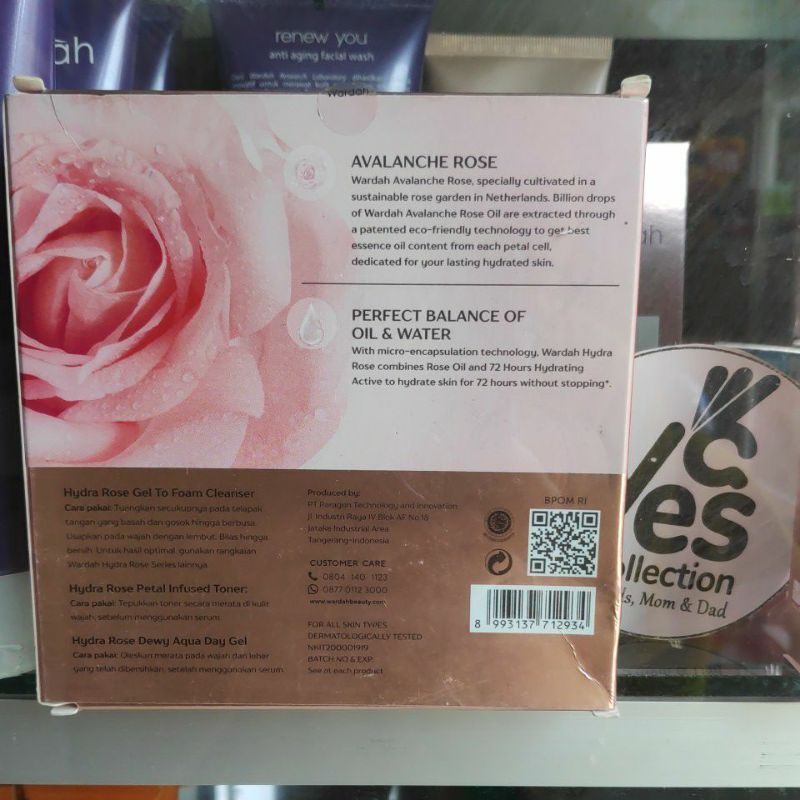 ah
renew you
anti aging facial wash
Wardah
AVALANCHE ROSE
Wardah Avalanche Rose, specially cultivated in a
sustainable rose garden in Netherlands. Billion drops
of Wardah Avalanche Rose Oil are extracted through
a patented eco-friendly technology to get best
essence oil content from each petal cell,
dedicated for your lasting hydrated skin.
PERFECT BALANCE OF
OIL & WATER
With micro-encapsulation technology, Wardah Hydra
Rose combines Rose Oil and 72 Hours Hydrating
Active to hydrate skin for 72 hours without stopping*.
Hydra Rose Gel To Foam Cleanser
Cara pakai: Tuangkan secukupnya pada telapak
tangan yang basah dan gosok hingga berbusa.
Usapkan pada wajah dengan lembut. Bilas hingga
bersih. Untuk hasil optimal, gunakan rangkaian
Wardah Hydra Rose Series lainnya.
Hydra Rose Petal Infused Toner:
Cara pakai: Tepukkan toner secara merata di kulit
wajah, sebelum menggunakan serum.
Hydra Rose Dewy Aqua Day Gel
Cara pakai: Oleskan merata pada wajah dan leher
yang telah dibersihkan, setelah menggunakan serum.
Produced by:
PT Paragon Technology and Innovation
Jl. Industri Raya IV Blok AF No.18
Jatake Industrial Area
Tangerang-Indonesia
CUSTOMER CARE
0804 140 1123
0877 0112 3000
www.wardahbeauty.com
FOR ALL SKIN TYPES
DERMATOLOGICALLY TESTED
NKIT200001919
BATCH NO & EXP:
See at each product
BPOM RI
8 993137 712934
ah
Yes
ollection
s, Mom & Dad